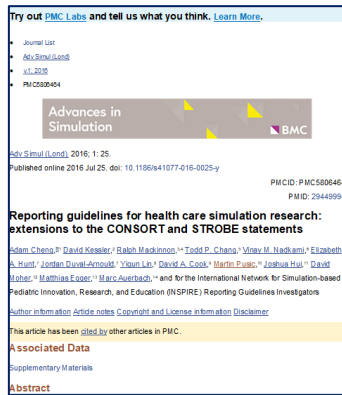 Try out PMC Labs and tell us what you think. Learn More.
Journal List
Adv Simul (Lond)
v.1; 2016
PMC5806464
Advances in
Simulation
BMC
Adv Simul (Lond). 2016; 1: 25.
Published online 2016 Jul 25. doi: 10.1186/s41077-016-0025-y
PMCID: PMC580646
PMID: 2944999
Reporting guidelines for health care simulation research:
extensions to the CONSORT and STROBE statements
Adam Cheng, David Kessler, Ralph Mackinnon, Todd P. Chang, Vinay M. Nadkarni, Elizabeth
A. Hunt, Jordan Duval-Arnould, Yiqun Lin, David A. Cook, Martin Pusic, Joshua Hui, David
Moher, Matthias Egger, Marc Auerbach, and for the International Network for Simulation-based
Pediatric Innovation, Research, and Education (INSPIRE) Reporting Guidelines Investigators
Author information Article notes Copyright and License information Disclaimer
This article has been cited by other articles in PMC.
Associated Data
Supplementary Materials
Abstract